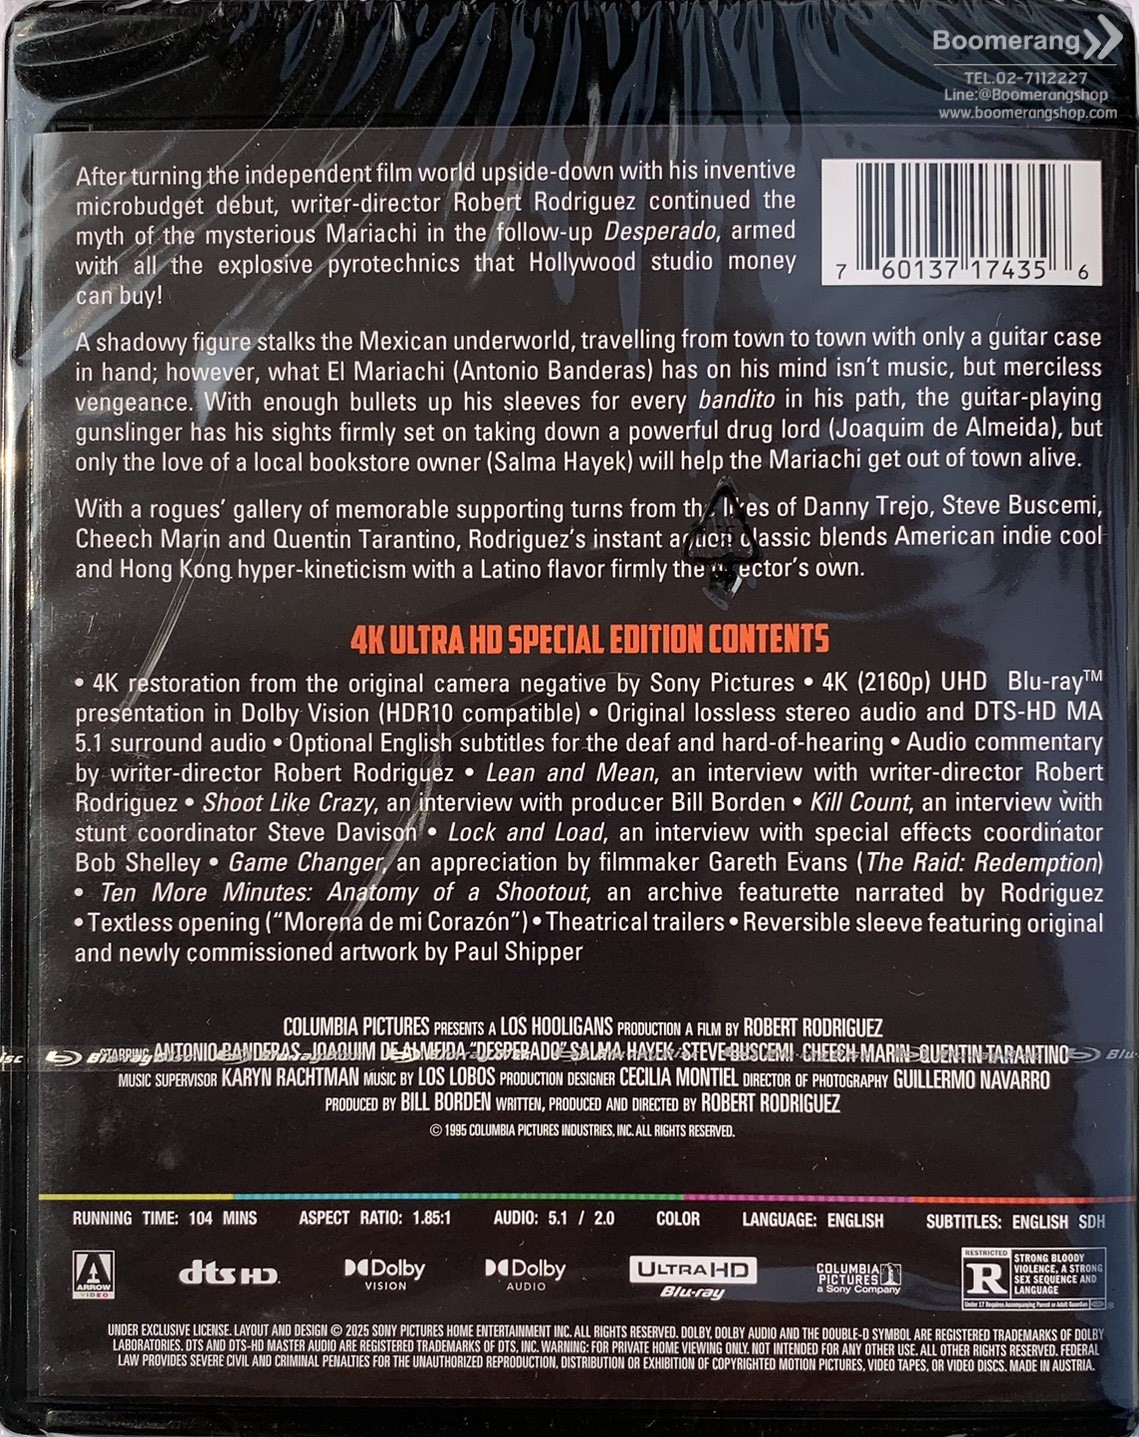 Boomerang
TEL.02-7112227
Line:@Boomerangshop
www.boomerangshop.com
After turning the independent film world upside-down with his inventive
microbudget debut, writer-director Robert Rodriguez continued the
myth of the mysterious Mariachi in the follow-up Desperado, armed
with all the explosive pyrotechnics that Hollywood studio money
can buy!
7 60137 17435 6
A shadowy figure stalks the Mexican underworld, travelling from town to town with only a guitar case
in hand; however, what El Mariachi (Antonio Banderas) has on his mind isn't music, but merciless
vengeance. With enough bullets up his sleeves for every bandito in his path, the guitar-playing
gunslinger has his sights firmly set on taking down a powerful drug lord (Joaquim de Almeida), but
only the love of a local bookstore owner (Salma Hayek) will help the Mariachi get out of town alive.
With a rogues' gallery of memorable supporting turns from the likes of Danny Trejo, Steve Buscemi,
Cheech Marin and Quentin Tarantino, Rodriguez's instant action classic blends American indie cool
and Hong Kong hyper-kineticism with a Latino flavor firmly the director's own.
4K ULTRA HD SPECIAL EDITION CONTENTS
• 4K restoration from the original camera negative by Sony Pictures • 4K (2160p) UHD Blu-ray™
presentation in Dolby Vision (HDR10 compatible) • Original lossless stereo audio and DTS-HD MA
5.1 surround audio • Optional English subtitles for the deaf and hard-of-hearing • Audio commentary
by writer-director Robert Rodriguez • Lean and Mean, an interview with writer-director Robert
Rodriguez • Shoot Like Crazy, an interview with producer Bill Borden • Kill Count, an interview with
stunt coordinator Steve Davison • Lock and Load, an interview with special effects coordinator
Bob Shelley • Game Changer, an appreciation by filmmaker Gareth Evans (The Raid: Redemption)
• Ten More Minutes: Anatomy of a Shootout, an archive featurette narrated by Rodriguez
• Textless opening ("Morena de mi Corazón") • Theatrical trailers • Reversible sleeve featuring original
and newly commissioned artwork by Paul Shipper
COLUMBIA PICTURES PRESENTS A LOS HOOLIGANS PRODUCTION A FILM BY ROBERT RODRIGUEZ
STARRING ANTONIO BANDERAS JOAQUIM DE ALMEIDA "DESPERADO" SALMA HAYEK STEVE BUSCEMI CHEECH MARIN QUENTIN TARANTINO
MUSIC SUPERVISOR KARYN RACHTMAN MUSIC BY LOS LOBOS PRODUCTION DESIGNER CECILIA MONTIEL DIRECTOR OF PHOTOGRAPHY GUILLERMO NAVARRO
PRODUCED BY BILL BORDEN WRITTEN, PRODUCED AND DIRECTED BY ROBERT RODRIGUEZ
© 1995 COLUMBIA PICTURES INDUSTRIES, INC. ALL RIGHTS RESERVED.
RUNNING TIME: 104 MINS ASPECT RATIO: 1.85:1 AUDIO: 5.1 / 2.0 COLOR LANGUAGE: ENGLISH SUBTITLES: ENGLISH SDH
ARROW
VIDEO
dts HD
Dolby
VISION
Dolby
AUDIO
ULTRA HD
Blu-ray
COLUMBIA
PICTURES
a Sony Company
RESTRICTED
R
STRONG BLOODY
VIOLENCE, A STRONG
SEX SEQUENCE AND
LANGUAGE
Under 17 Requires Accompanying Parent or Adult Guardian
UNDER EXCLUSIVE LICENSE. LAYOUT AND DESIGN © 2025 SONY PICTURES HOME ENTERTAINMENT INC. ALL RIGHTS RESERVED. DOLBY, DOLBY AUDIO AND THE DOUBLE-D SYMBOL ARE REGISTERED TRADEMARKS OF DOLBY
LABORATORIES. DTS AND DTS-HD MASTER AUDIO ARE REGISTERED TRADEMARKS OF DTS, INC. WARNING: FOR PRIVATE HOME VIEWING ONLY. NOT INTENDED FOR ANY OTHER USE. ALL OTHER RIGHTS RESERVED. FEDERAL
LAW PROVIDES SEVERE CIVIL AND CRIMINAL PENALTIES FOR THE UNAUTHORIZED REPRODUCTION, DISTRIBUTION OR EXHIBITION OF COPYRIGHTED MOTION PICTURES, VIDEO TAPES, OR VIDEO DISCS. MADE IN AUSTRIA.